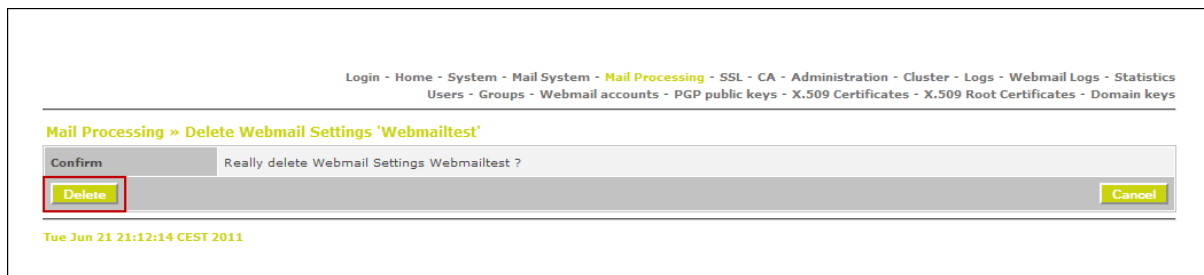 Login - Home - System - Mail System - Mail Processing - SSL - CA - Administration - Cluster - Logs - Webmail Logs - Statistics
Users - Groups - Webmail accounts - PGP public keys - X.509 Certificates - X.509 Root Certificates - Domain keys
Mail Processing » Delete Webmail Settings 'Webmailtest'
Confirm Really delete Webmail Settings Webmailtest ?
Delete Cancel
Tue Jun 21 21:12:14 CEST 2011